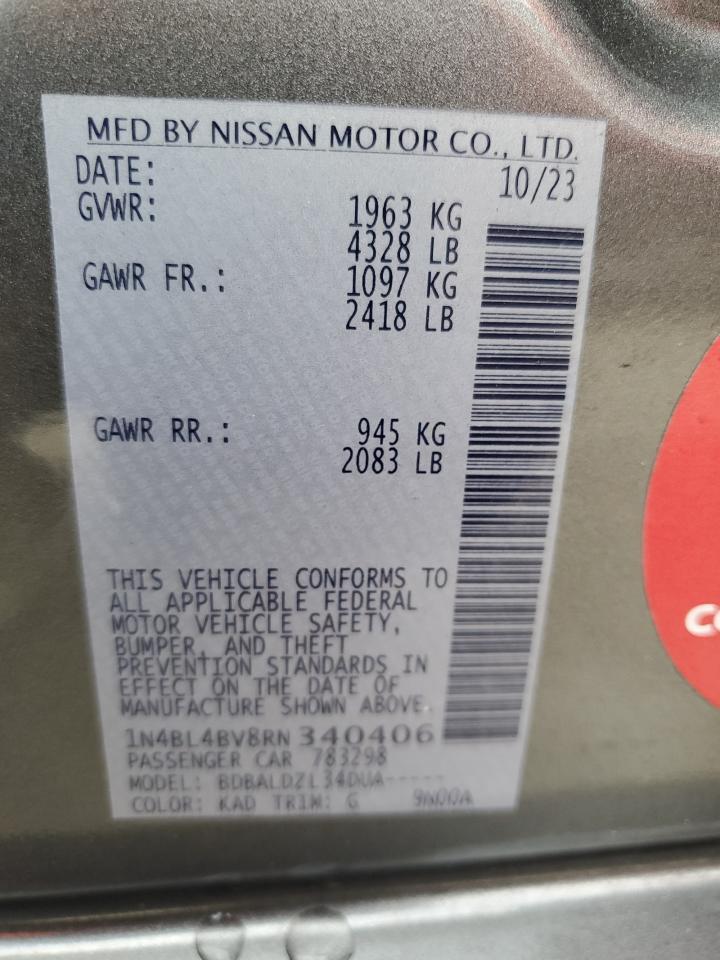 MFD BY NISSAN MOTOR CO., LTD.
DATE: 10/23
GVWR: 1963 KG
4328 LB
GAWR FR.: 1097 KG
2418 LB
GAWR RR.: 945 KG
2083 LB
THIS VEHICLE CONFORMS TO
ALL APPLICABLE FEDERAL
MOTOR VEHICLE SAFETY,
BUMPER, AND THEFT
PREVENTION STANDARDS IN
EFFECT ON THE DATE OF
MANUFACTURE SHOWN ABOVE.
1N4BL4BV8RN340406
PASSENGER CAR 783298
MODEL: BDBALDZL34DUA-----
COLOR: KAD TRIM: G